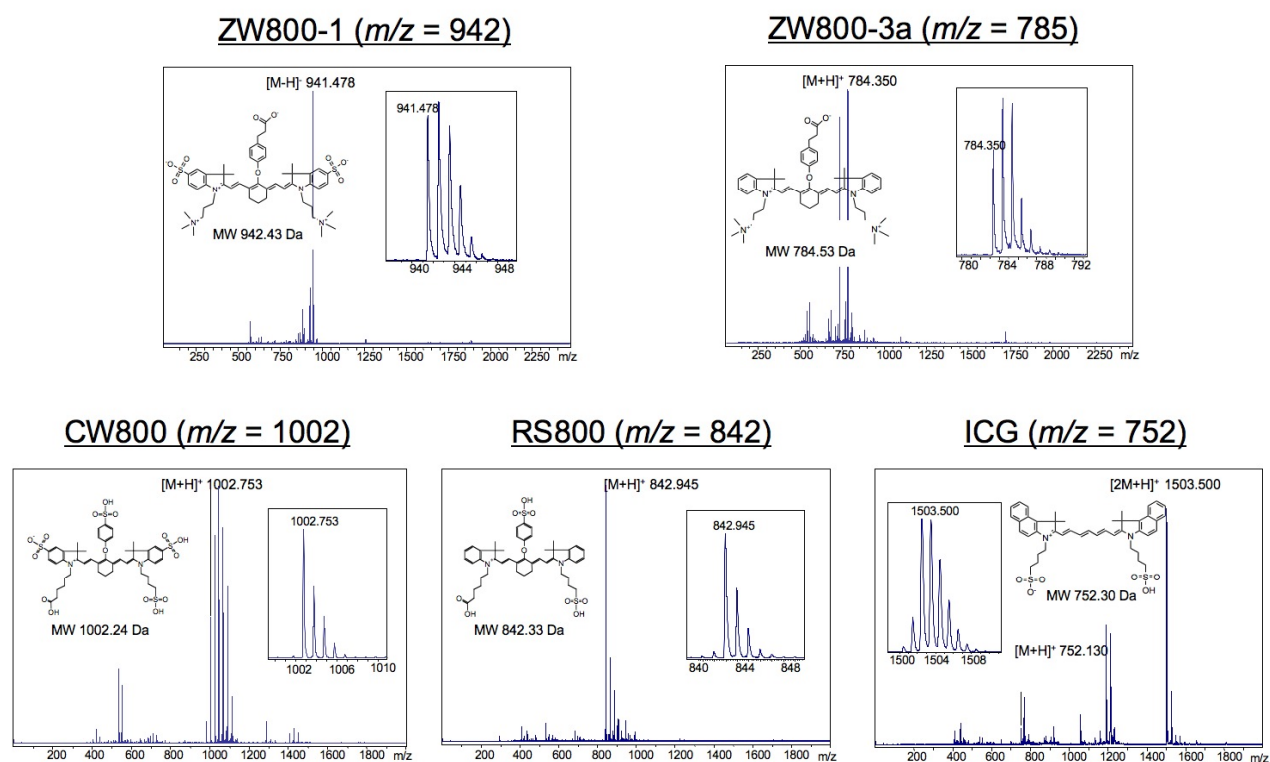 ZW800-1 (m/z = 942)
ZW800-3a (m/z = 785)
[M-H]- 941.478
941.478
MW 942.43 Da
940 944 948
250 500 750 1000 1250 1500 1750 2000 2250 m/z
[M+H]+ 784.350
784.350
MW 784.53 Da
780 784 788 792
250 500 750 1000 1250 1500 1750 2000 2250 m/z
CW800 (m/z = 1002)
RS800 (m/z = 842)
ICG (m/z = 752)
[M+H]+ 1002.753
1002.753
MW 1002.24 Da
1002 1006 1010
200 400 600 800 1000 1200 1400 1600 1800 m/z
[M+H]+ 842.945
842.945
MW 842.33 Da
840 844 848
200 400 600 800 1000 1200 1400 1600 1800 m/z
[2M+H]+ 1503.500
1503.500
MW 752.30 Da
1500 1504 1508
[M+H]+ 752.130
200 400 600 800 1000 1200 1400 1600 1800 m/z